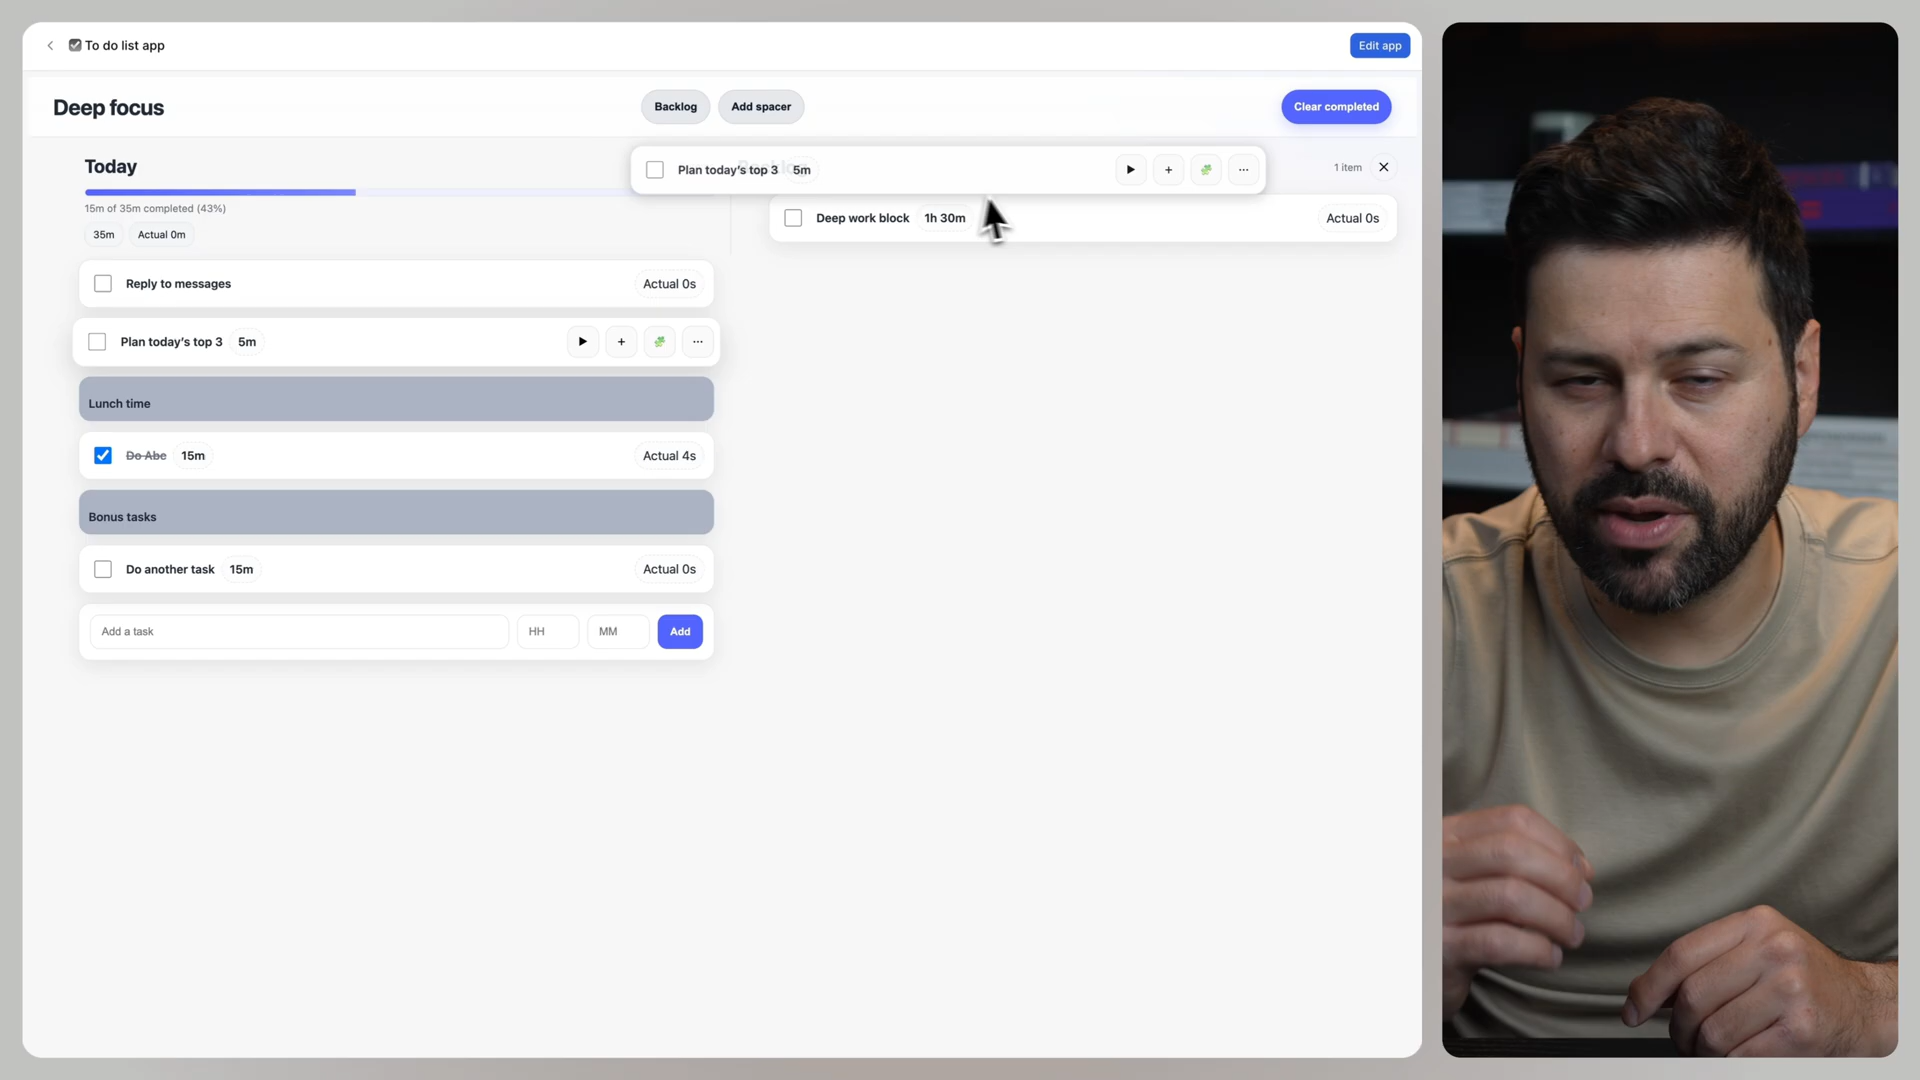 To do list app
Edit app
Deep focus
Backlog
Add spacer
Clear completed
Today
15m of 35m completed (43%)
35m
Actual 0m
Reply to messages
Actual 0s
Plan today's top 3
5m
Lunch time
Do Abc
15m
Actual 4s
Bonus tasks
Do another task
15m
Actual 0s
Add a task
HH
MM
Add
Plan today's top 3
5m
1 item
Deep work block
1h 30m
Actual 0s